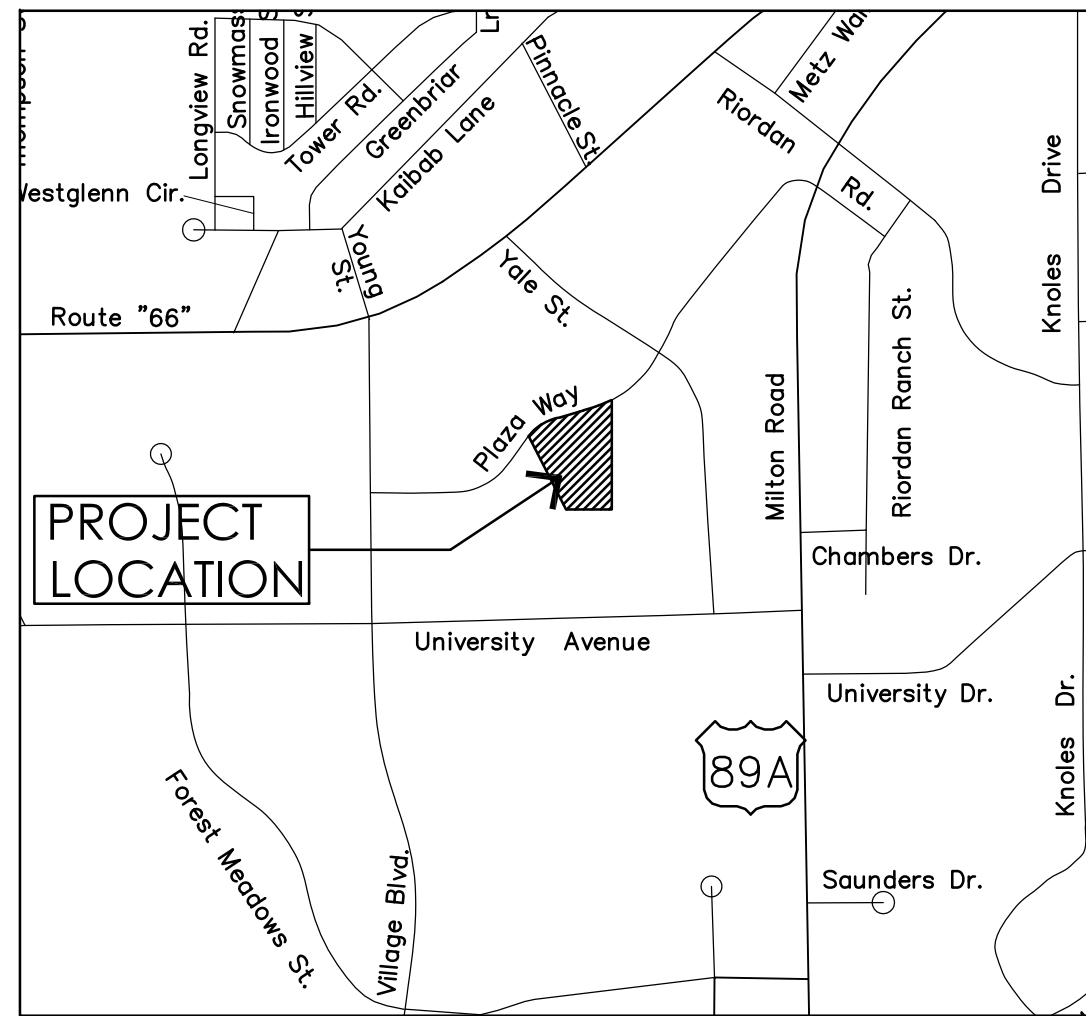 Longview Rd.
Snowmass
Ironwood
Hillview
Tower Rd.
Greenbriar
Kaibab Lane
Pinnacle St.
Metz Wal
Riordan
Rd.
Knoles Drive
Westglenn Cir.
Young
St.
Yale St.
Route "66"
Riordan Ranch St.
Plaza Way
Milton Road
PROJECT
LOCATION
Chambers Dr.
University Avenue
University Dr.
Knoles Dr.
89A
Forest Meadows St.
Village Blvd.
Saunders Dr.